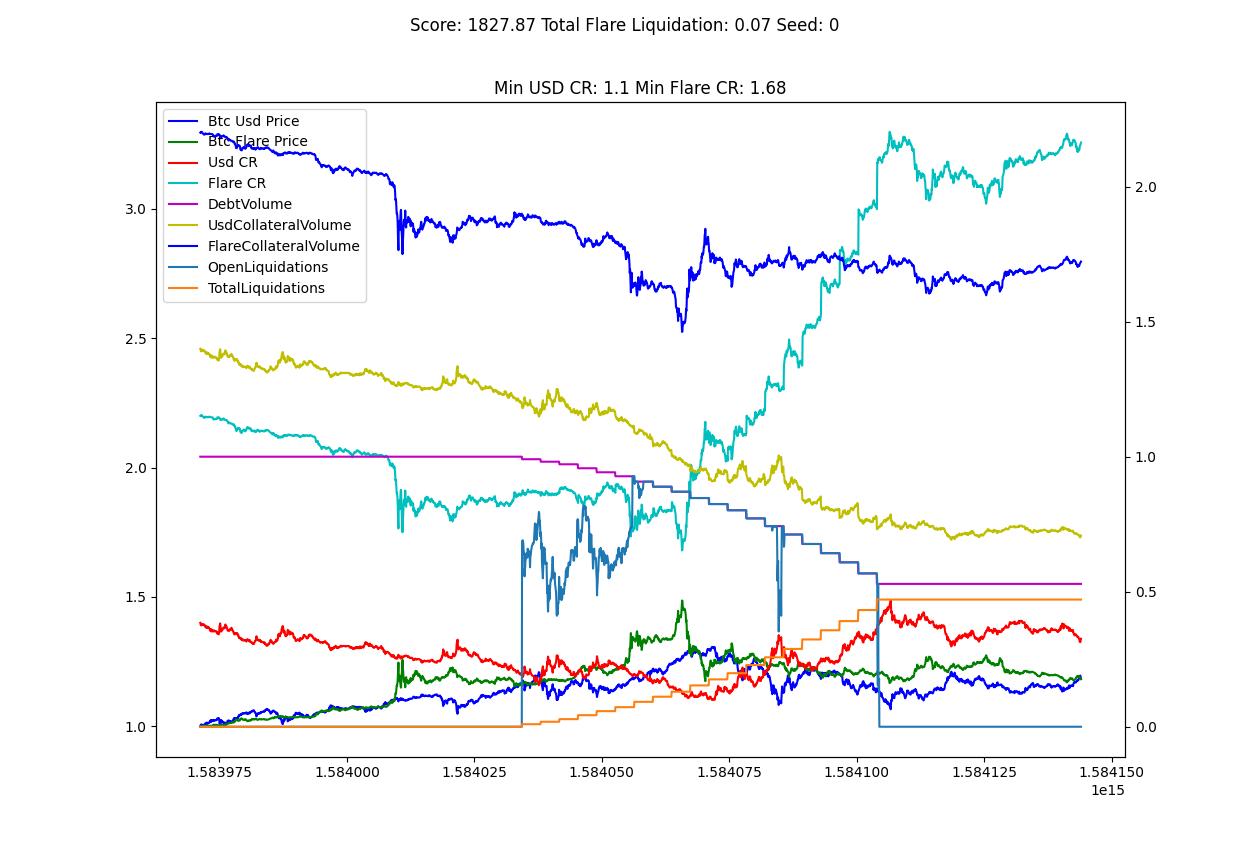 Score: 1827.87 Total Flare Liquidation: 0.07 Seed: 0
Min USD CR: 1.1 Min Flare CR: 1.68
Btc Usd Price
Btc Flare Price
Usd CR
Flare CR
DebtVolume
UsdCollateralVolume
FlareCollateralVolume
OpenLiquidations
TotalLiquidations
3.0
2.5
2.0
1.5
1.0
2.0
1.5
1.0
0.5
0.0
1.583975 1.584000 1.584025 1.584050 1.584075 1.584100 1.584125 1.584150
1e15